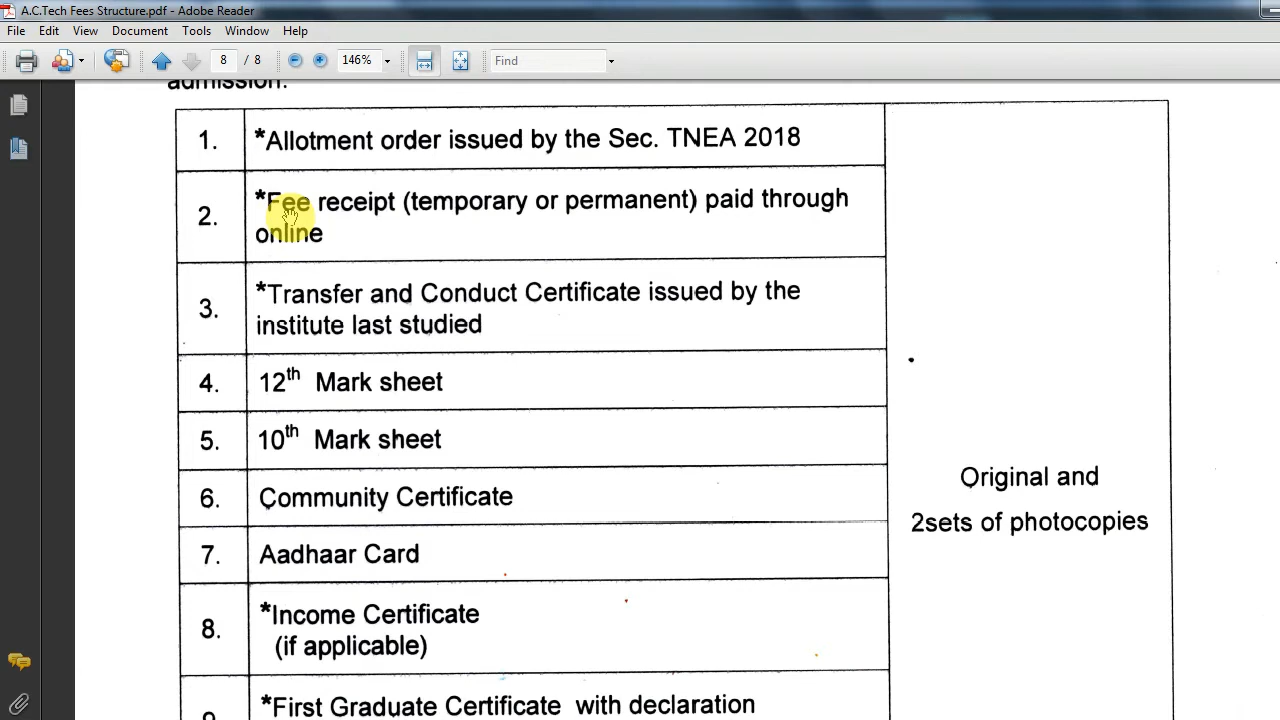 A.C.Tech Fees Structure.pdf - Adobe Reader
File Edit View Document Tools Window Help
8 / 8 146% Find
admission:
1. *Allotment order issued by the Sec. TNEA 2018
2. *Fee receipt (temporary or permanent) paid through
online
3. *Transfer and Conduct Certificate issued by the
institute last studied
4. 12th Mark sheet
5. 10th Mark sheet
6. Community Certificate
7. Aadhaar Card
8. *Income Certificate
(if applicable)
9. *First Graduate Certificate with declaration
Original and
2sets of photocopies